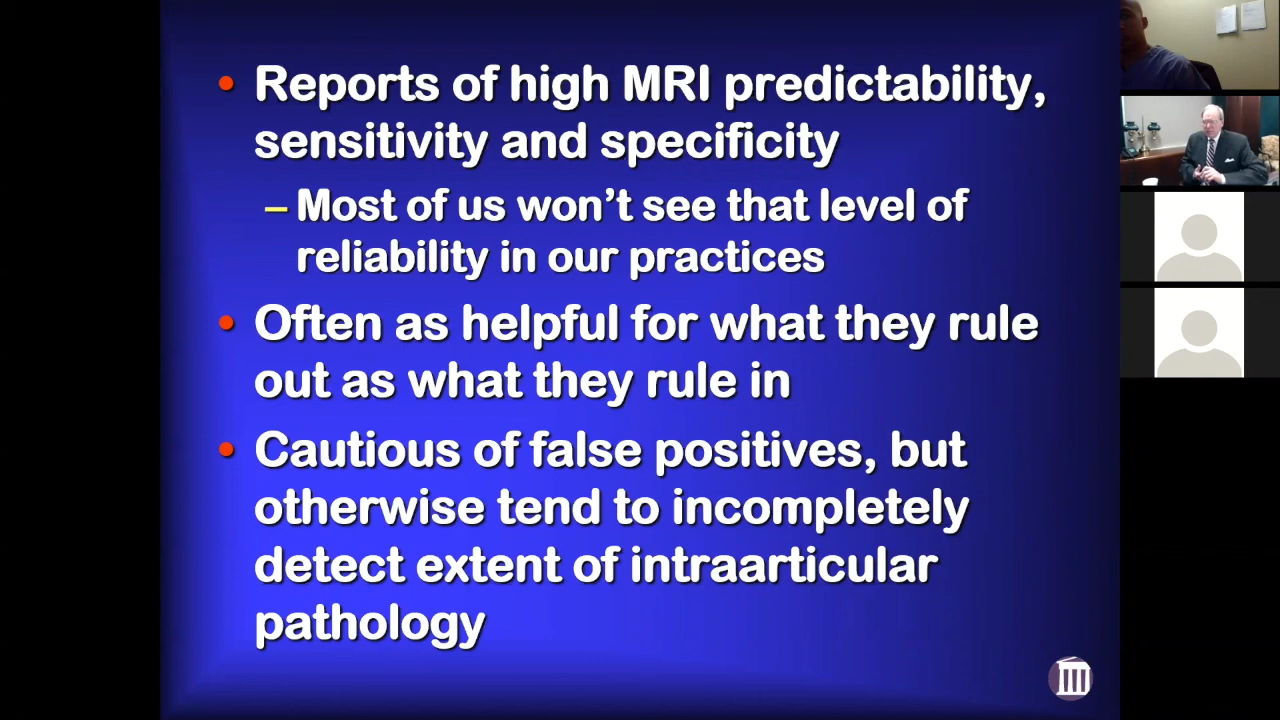 • Reports of high MRI predictability,
sensitivity and specificity
– Most of us won’t see that level of
reliability in our practices
• Often as helpful for what they rule
out as what they rule in
• Cautious of false positives, but
otherwise tend to incompletely
detect extent of intraarticular
pathology